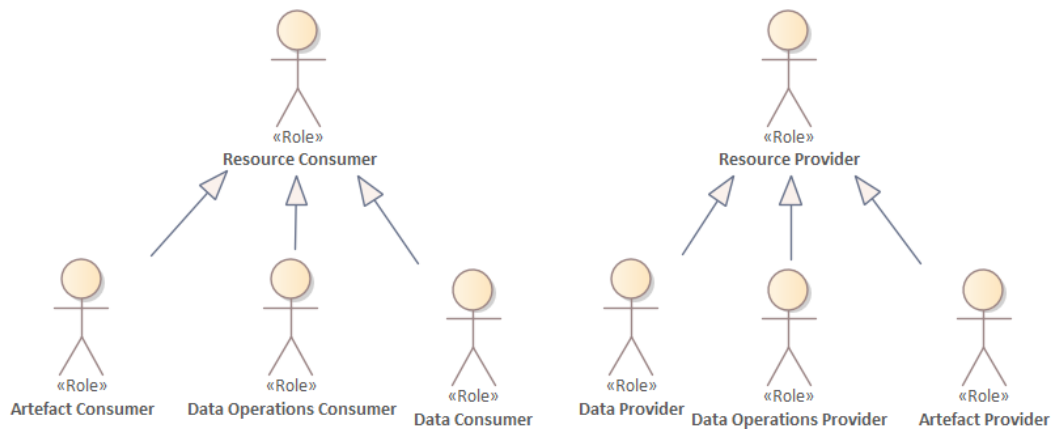 «Role»
Resource Consumer
«Role»
Resource Provider
«Role»
Artefact Consumer
«Role»
Data Operations Consumer
«Role»
Data Consumer
«Role»
Data Provider
«Role»
Data Operations Provider
«Role»
Artefact Provider